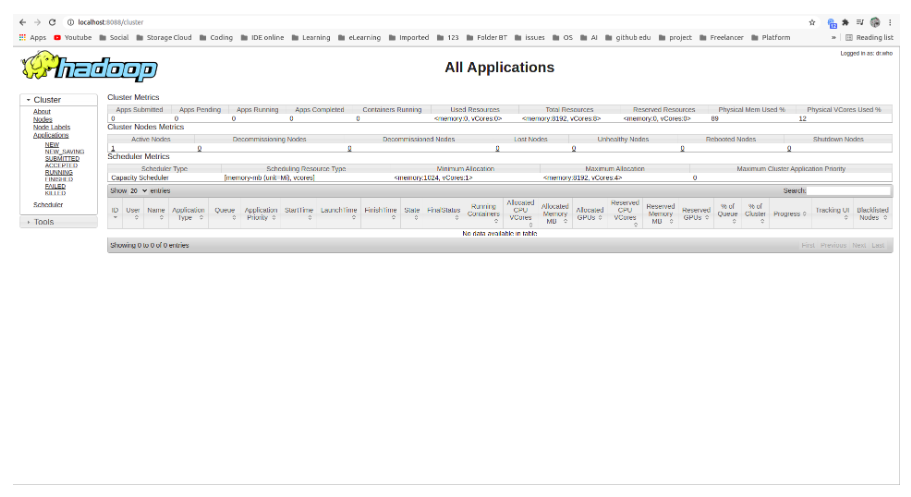 localhost:8088/cluster
Apps Youtube Social Storage Cloud Coding IDE online Learning eLearning Imported 123 Folder BT issues OS AI github edu project Freelancer Platform » Reading list
Logged in as: dr.who
hadoop
All Applications
Cluster
About
Nodes
Node Labels
Applications
NEW
NEW_SAVING
SUBMITTED
ACCEPTED
RUNNING
FINISHED
FAILED
KILLED
Scheduler
Tools
Cluster Metrics
Apps Submitted Apps Pending Apps Running Apps Completed Containers Running Used Resources Total Resources Reserved Resources Physical Mem Used % Physical VCores Used %
0 0 0 0 0 <memory:0, vCores:0> <memory:8192, vCores:8> <memory:0, vCores:0> 89 12
Cluster Nodes Metrics
Active Nodes Decommissioning Nodes Decommissioned Nodes Lost Nodes Unhealthy Nodes Rebooted Nodes Shutdown Nodes
1 0 0 0 0 0 0
Scheduler Metrics
Scheduler Type Scheduling Resource Type Minimum Allocation Maximum Allocation Maximum Cluster Application Priority
Capacity Scheduler [memory-mb (unit=Mi), vcores] <memory:1024, vCores:1> <memory:8192, vCores:4> 0
Show 20 entries Search:
ID User Name Application Type Queue Application Priority StartTime LaunchTime FinishTime State FinalStatus Running Containers Allocated CPU VCores Allocated Memory MB Allocated GPUs Reserved CPU VCores Reserved Memory MB Reserved GPUs % of Queue % of Cluster Progress Tracking UI Blacklisted Nodes
No data available in table
Showing 0 to 0 of 0 entries First Previous Next Last